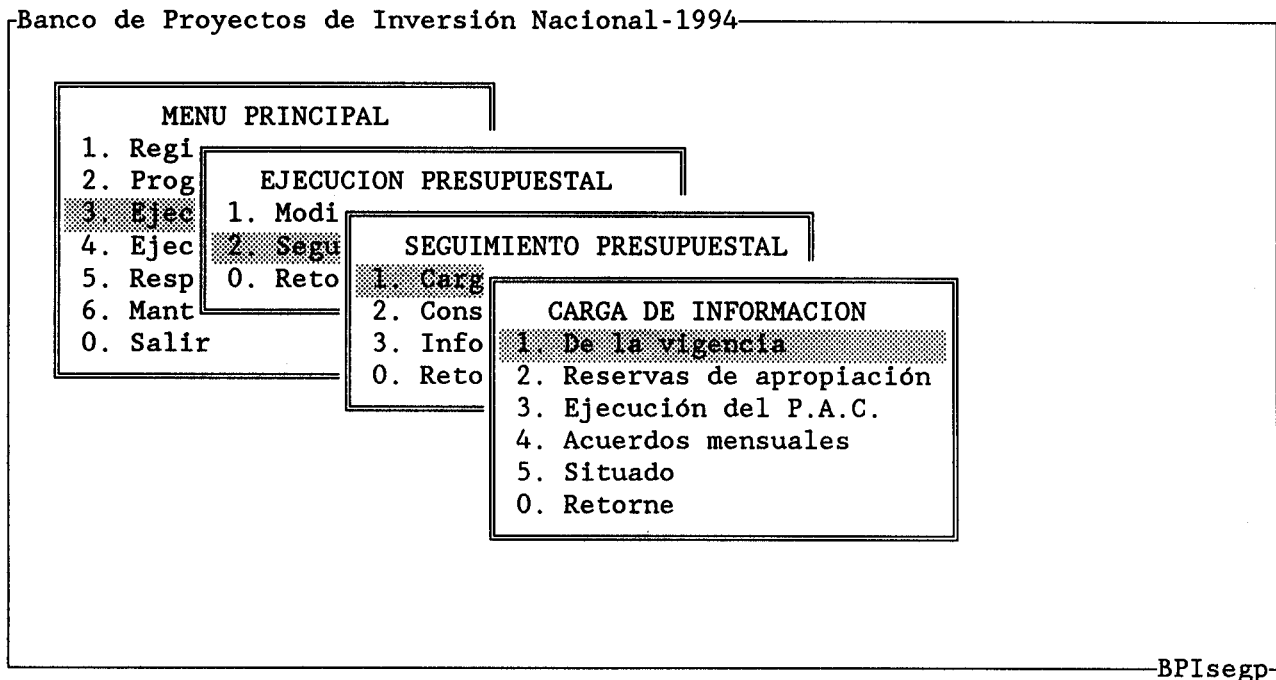 Banco de Proyectos de Inversión Nacional-1994
MENU PRINCIPAL
1. Regi
2. Prog
3. Ejec
4. Ejec
5. Resp
6. Mant
0. Salir
EJECUCION PRESUPUESTAL
1. Modi
2. Segu
0. Reto
SEGUIMIENTO PRESUPUESTAL
1. Carg
2. Cons
3. Info
0. Reto
CARGA DE INFORMACION
1. De la vigencia
2. Reservas de apropiación
3. Ejecución del P.A.C.
4. Acuerdos mensuales
5. Situado
0. Retorne
BPIsegp